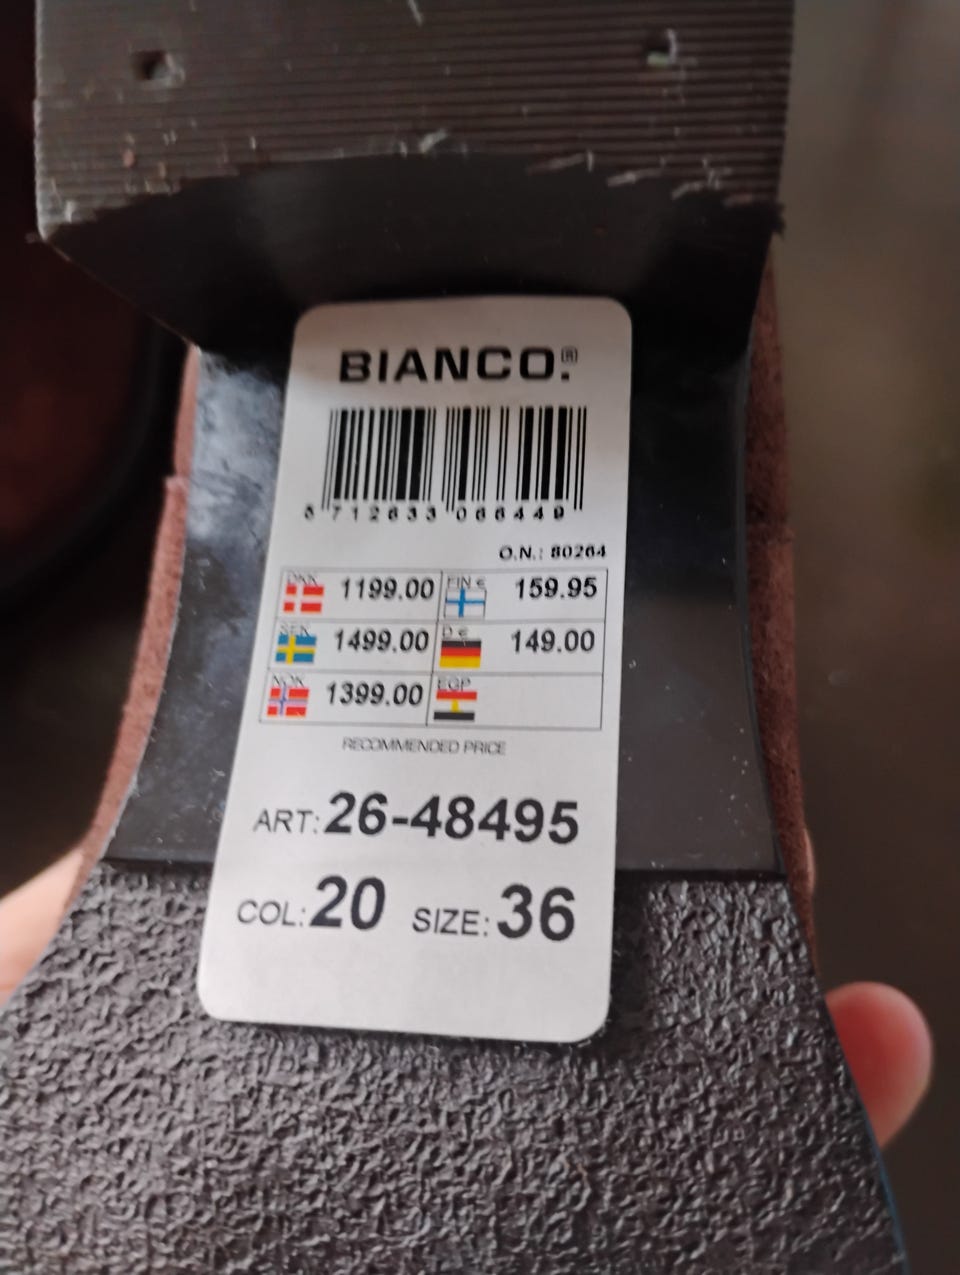 BIANCO.®
5 712633 066449
O.N.: 80264
DKK 1199.00 FIN € 159.95
SEK 1499.00 D € 149.00
NOK 1399.00 EGP
RECOMMENDED PRICE
ART: 26-48495
COL: 20 SIZE: 36